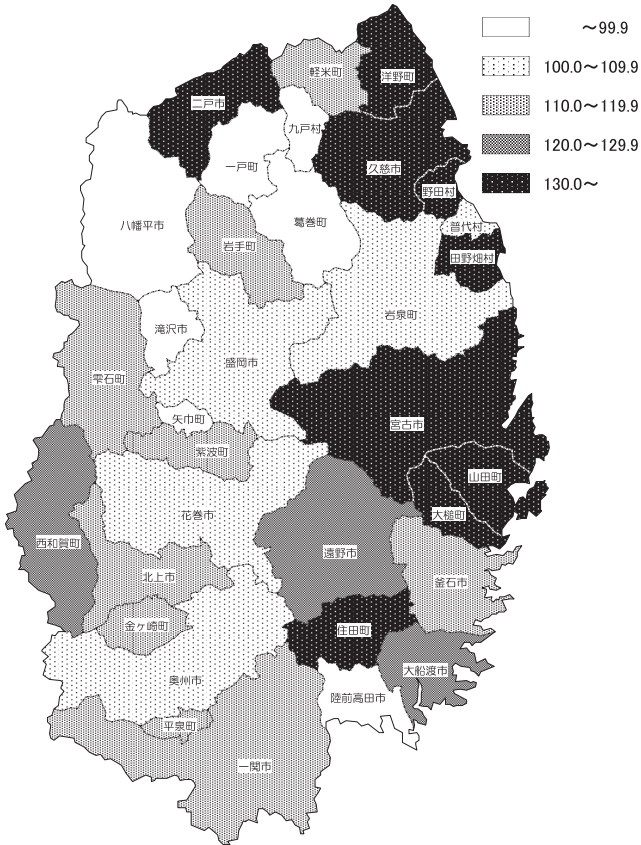 ～99.9
100.0～109.9
110.0～119.9
120.0～129.9
130.0～
軽米町
洋野町
二戸市
九戸村
一戸町
久慈市
野田村
八幡平市
葛巻町
普代村
岩手町
田野畑村
滝沢市
岩泉町
盛岡市
雫石町
矢巾町
宮古市
紫波町
山田町
花巻市
大槌町
西和賀町
遠野市
北上市
釜石市
金ヶ崎町
住田町
大船渡市
奥州市
陸前高田市
平泉町
一関市